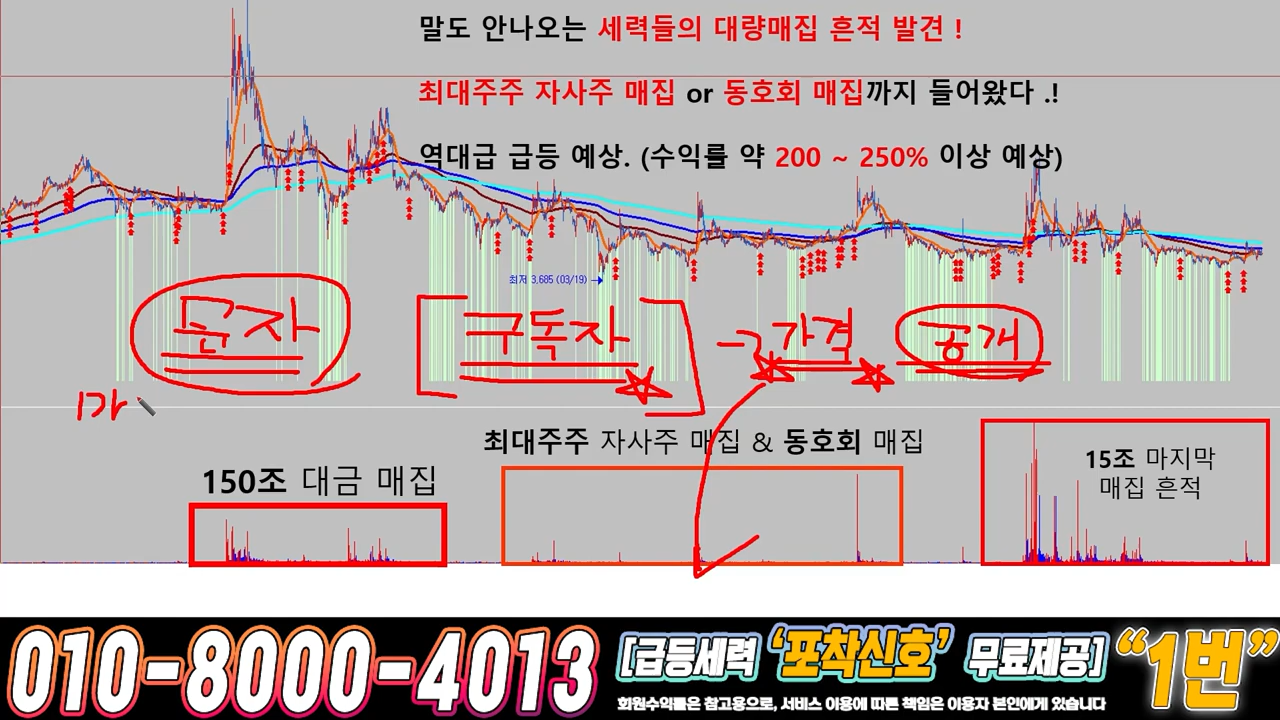 말도 안나오는 세력들의 대량매집 흔적 발견 !
최대주주 자사주 매집 or 동호회 매집까지 들어왔다 .!
역대급 급등 예상. (수익률 약 200 ~ 250% 이상 예상)
최저 3,685 (03/19)
문자 구독자 가격 공개
최대주주 자사주 매집 & 동호회 매집
150조 대금 매집
15조 마지막
매집 흔적
010-8000-4013 [급등세력 '포착신호' 무료제공] "1번"
회원수익률은 참고용으로, 서비스 이용에 따른 책임은 이용자 본인에게 있습니다